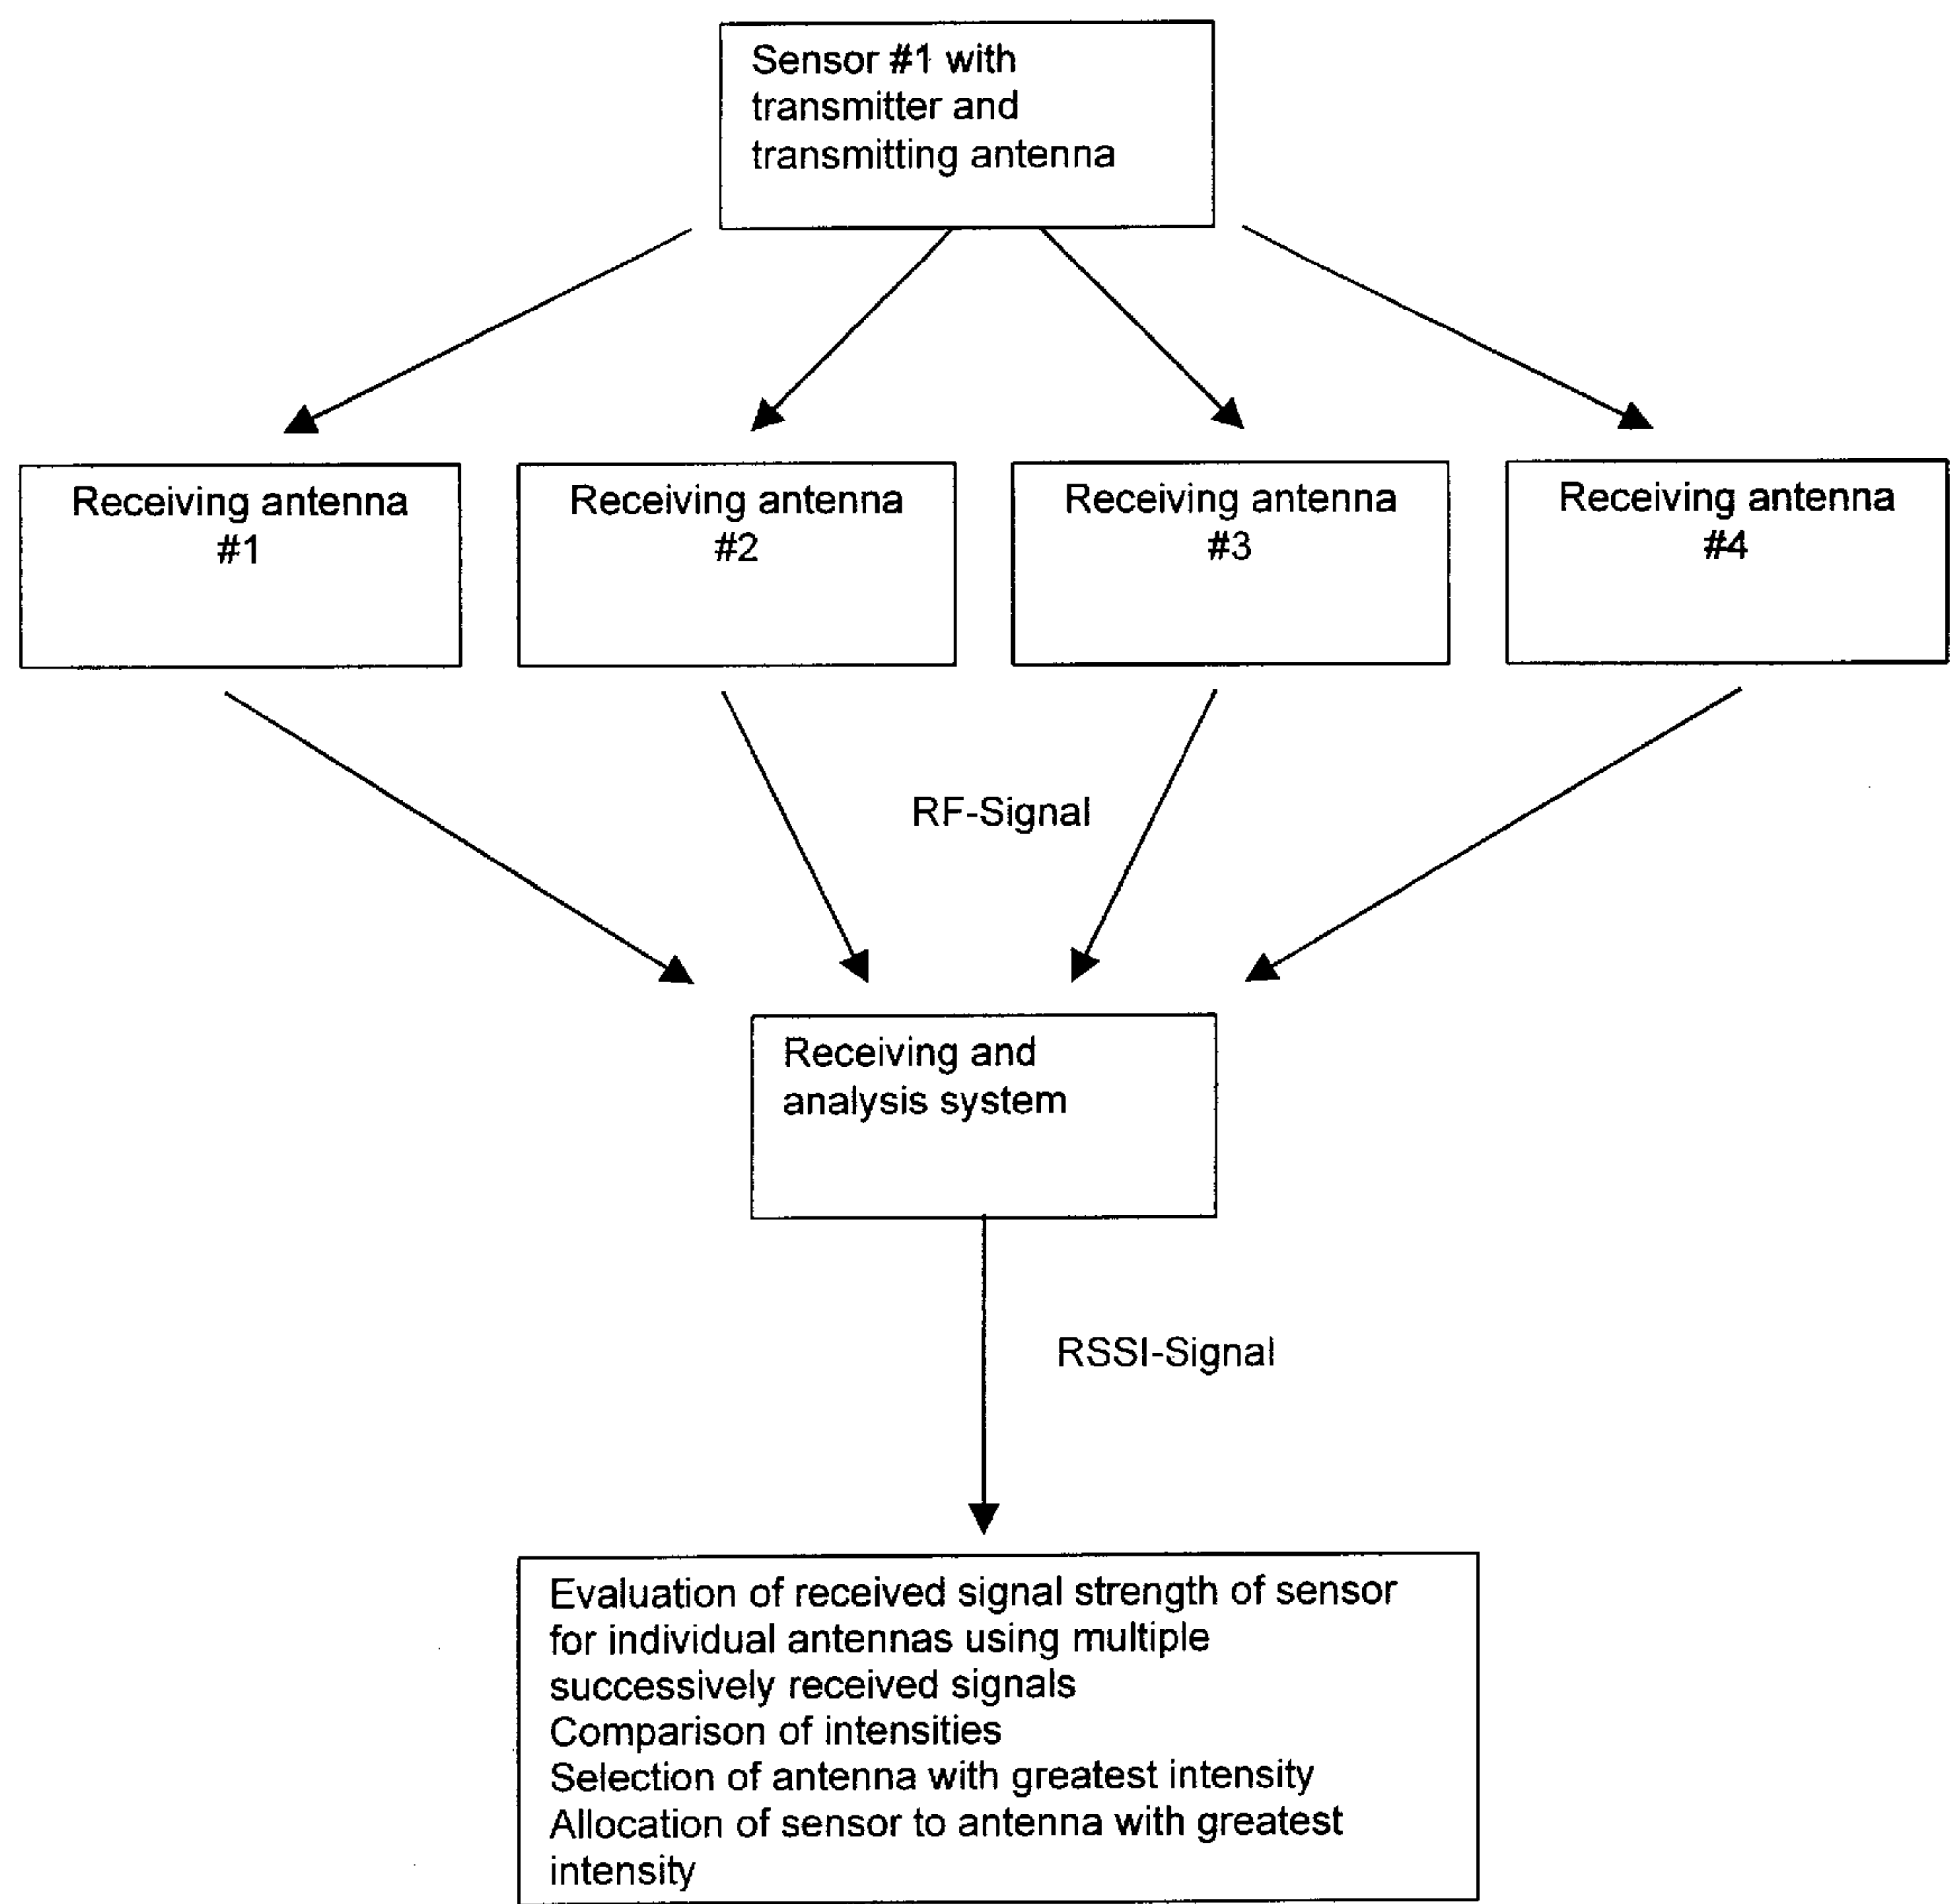 Sensor #1 with
transmitter and
transmitting antenna
Receiving antenna
#1
Receiving antenna
#2
Receiving antenna
#3
Receiving antenna
#4
RF-Signal
Receiving and
analysis system
RSSI-Signal
Evaluation of received signal strength of sensor
for individual antennas using multiple
successively received signals
Comparison of intensities
Selection of antenna with greatest intensity
Allocation of sensor to antenna with greatest
intensity